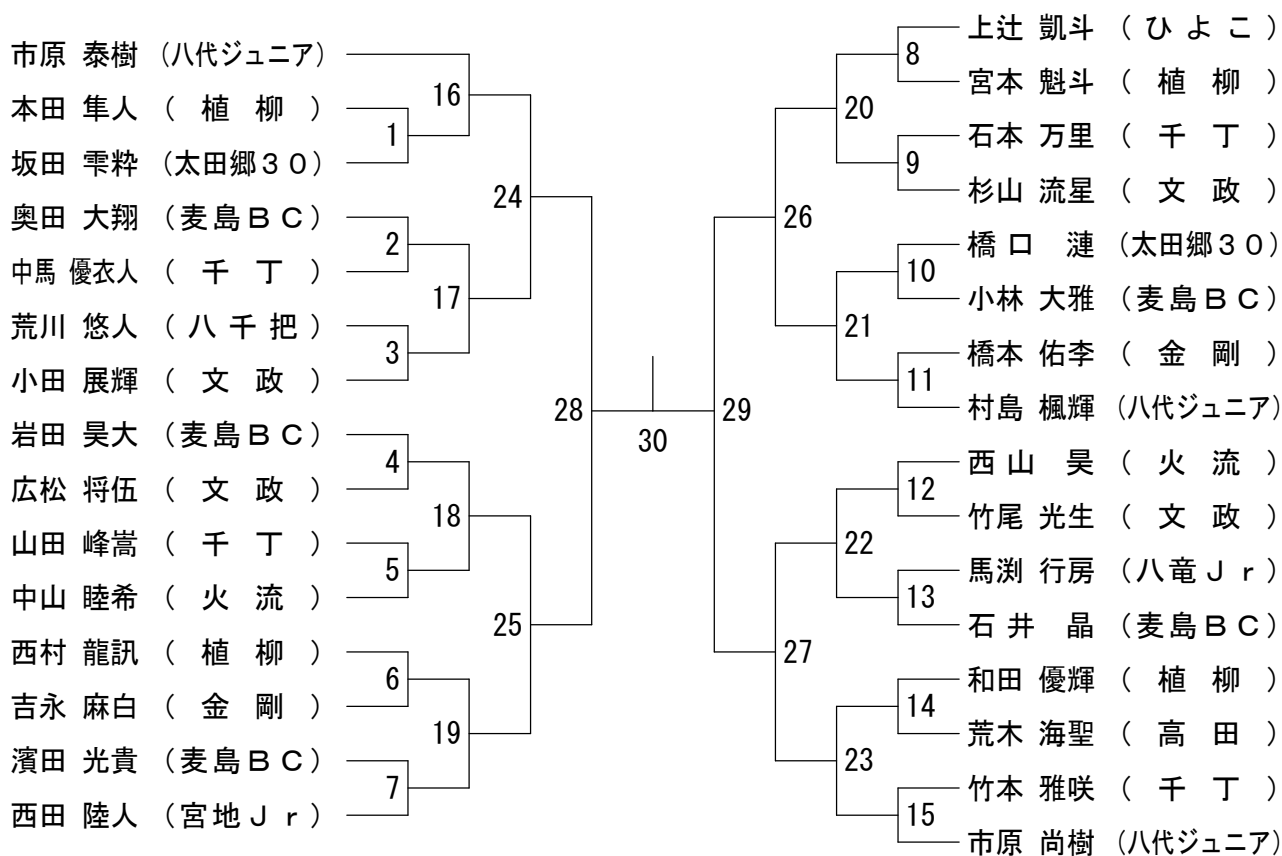 市原 泰樹 (八代ジュニア)
本田 隼人 ( 植 柳 )
坂田 雫粋 (太田郷３０)
奥田 大翔 (麦島ＢＣ)
中馬 優衣人 ( 千 丁 )
荒川 悠人 (八千把)
小田 展輝 ( 文 政 )
岩田 昊大 (麦島ＢＣ)
広松 将伍 ( 文 政 )
山田 峰嵩 ( 千 丁 )
中山 睦希 ( 火 流 )
西村 龍訊 ( 植 柳 )
吉永 麻白 ( 金 剛 )
濱田 光貴 (麦島ＢＣ)
西田 陸人 (宮地Ｊｒ)
1
2
3
4
5
6
7
16
17
18
19
24
25
28
30
29
26
27
20
21
22
23
8
9
10
11
12
13
14
15
上辻 凱斗 (ひよこ)
宮本 魁斗 ( 植 柳 )
石本 万里 ( 千 丁 )
杉山 流星 ( 文 政 )
橋口 漣 (太田郷３０)
小林 大雅 (麦島ＢＣ)
橋本 佑李 ( 金 剛 )
村島 楓輝 (八代ジュニア)
西山 昊 ( 火 流 )
竹尾 光生 ( 文 政 )
馬渕 行房 (八竜Ｊｒ)
石井 晶 (麦島ＢＣ)
和田 優輝 ( 植 柳 )
荒木 海聖 ( 高 田 )
竹本 雅咲 ( 千 丁 )
市原 尚樹 (八代ジュニア)